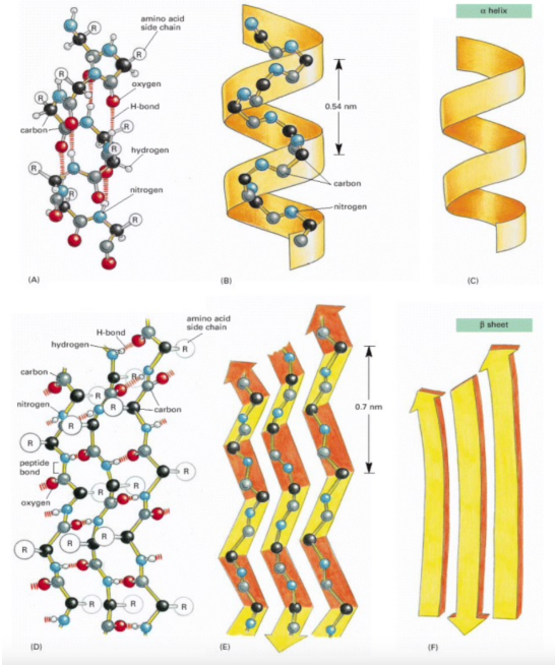 amino acid
side chain
α helix
R
R
R
oxygen
H-bond
R
R
carbon
R
R
hydrogen
R
R
nitrogen
R
0.54 nm
carbon
nitrogen
(A)
(B)
(C)
amino acid
side chain
β sheet
H-bond
hydrogen
R
carbon
R
R
nitrogen
R
R
carbon
R
R
peptide
bond
R
R
R
oxygen
R
R
R
R
R
R
R
0.7 nm
(D)
(E)
(F)